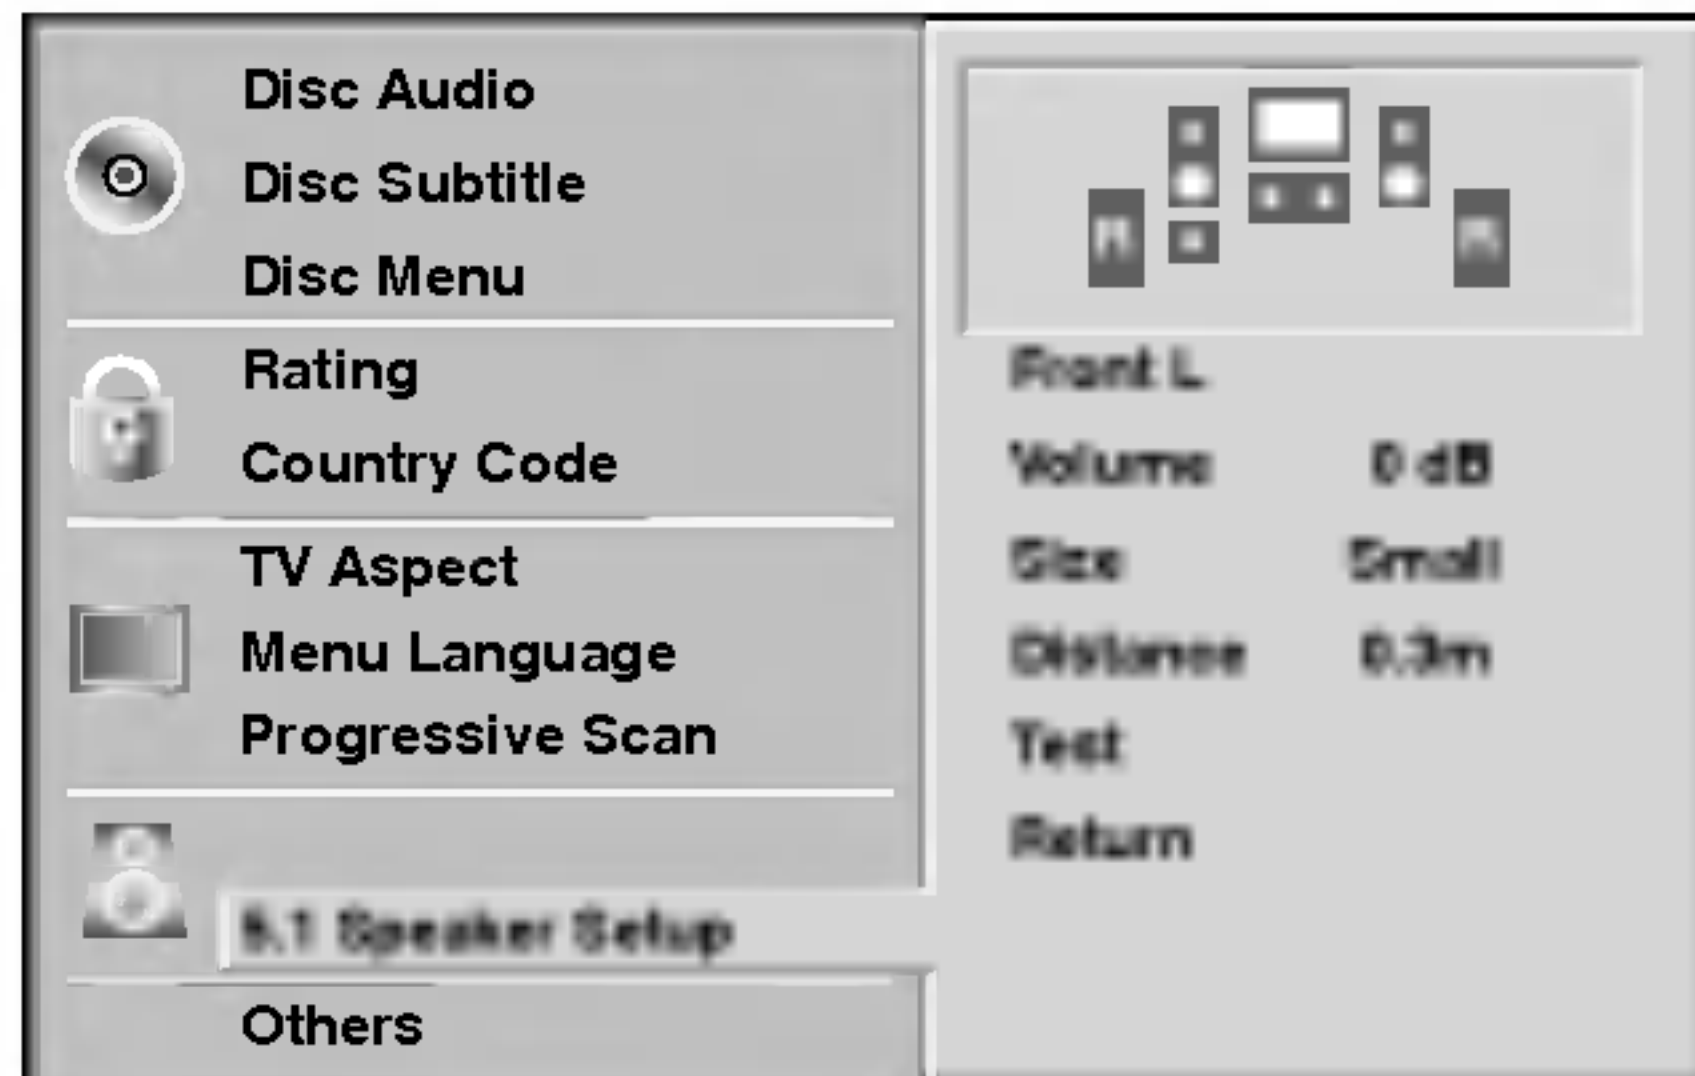 Disc Audio
Disc Subtitle
Disc Menu
Rating
Country Code
TV Aspect
Menu Language
Progressive Scan
5.1 Speaker Setup
Others
Front L
Volume 0 dB
Size Small
Distance 0.3m
Test
Return